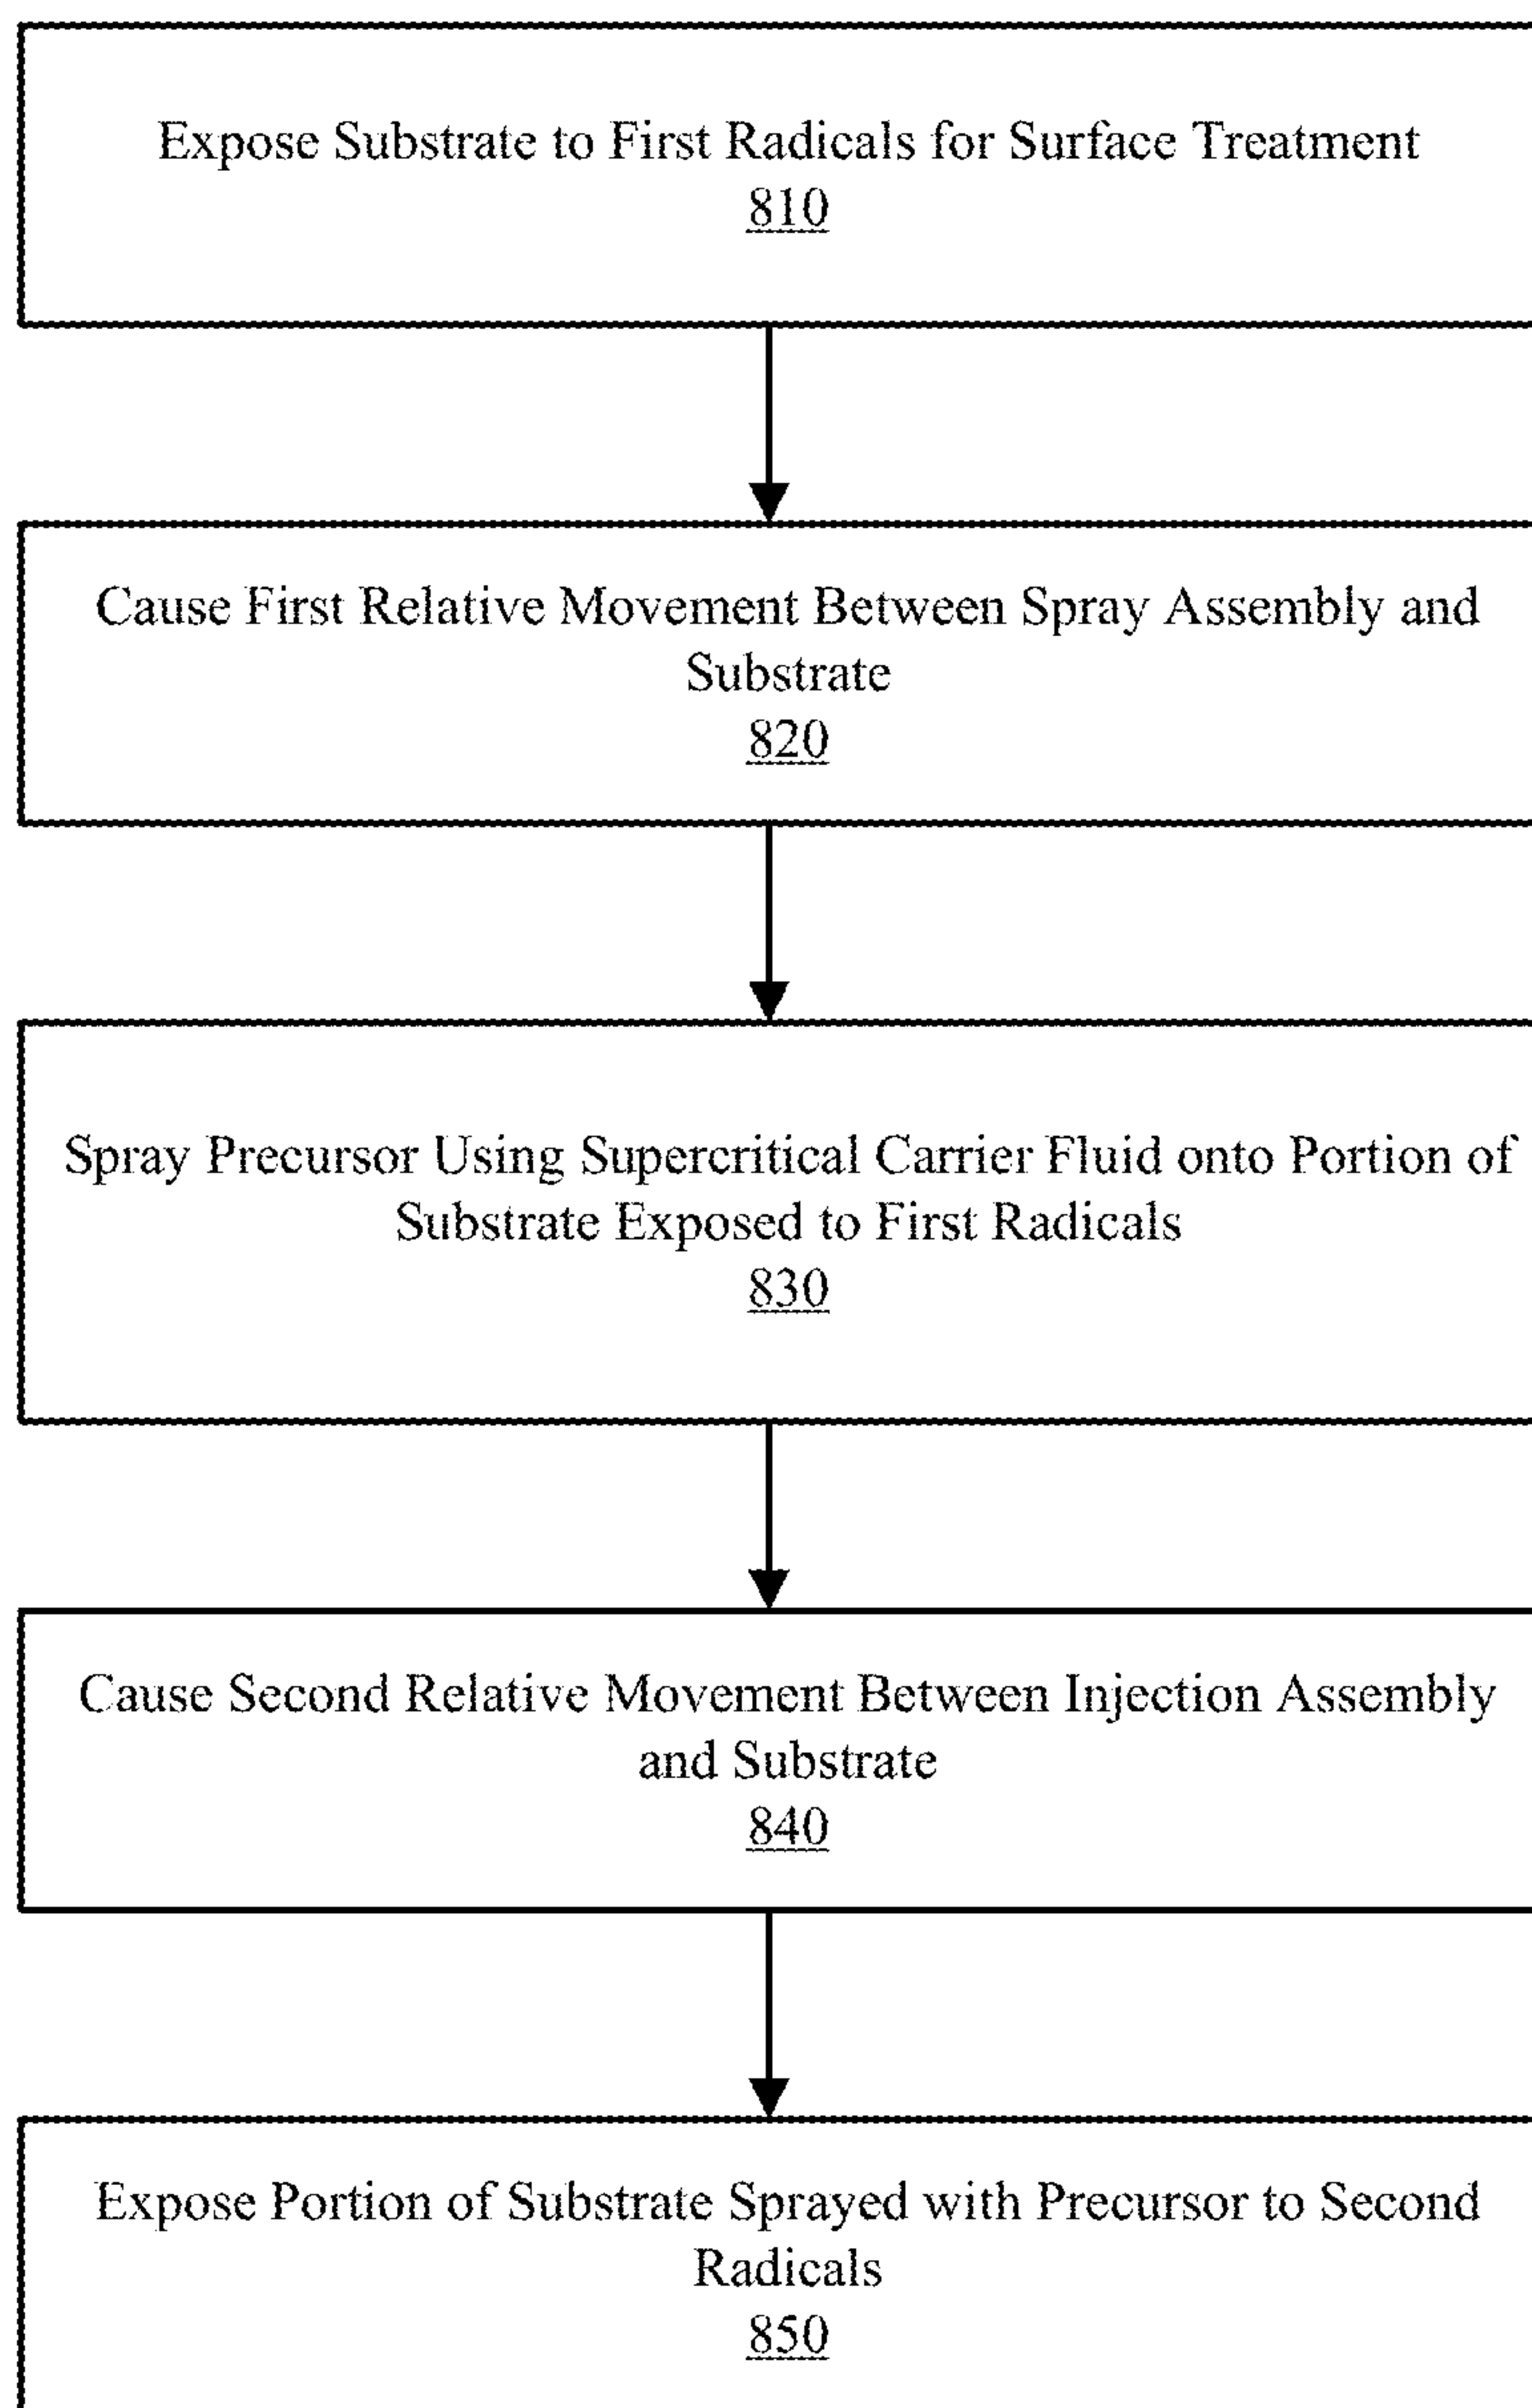 Expose Substrate to First Radicals for Surface Treatment
810
Cause First Relative Movement Between Spray Assembly and
Substrate
820
Spray Precursor Using Supercritical Carrier Fluid onto Portion of
Substrate Exposed to First Radicals
830
Cause Second Relative Movement Between Injection Assembly
and Substrate
840
Expose Portion of Substrate Sprayed with Precursor to Second
Radicals
850